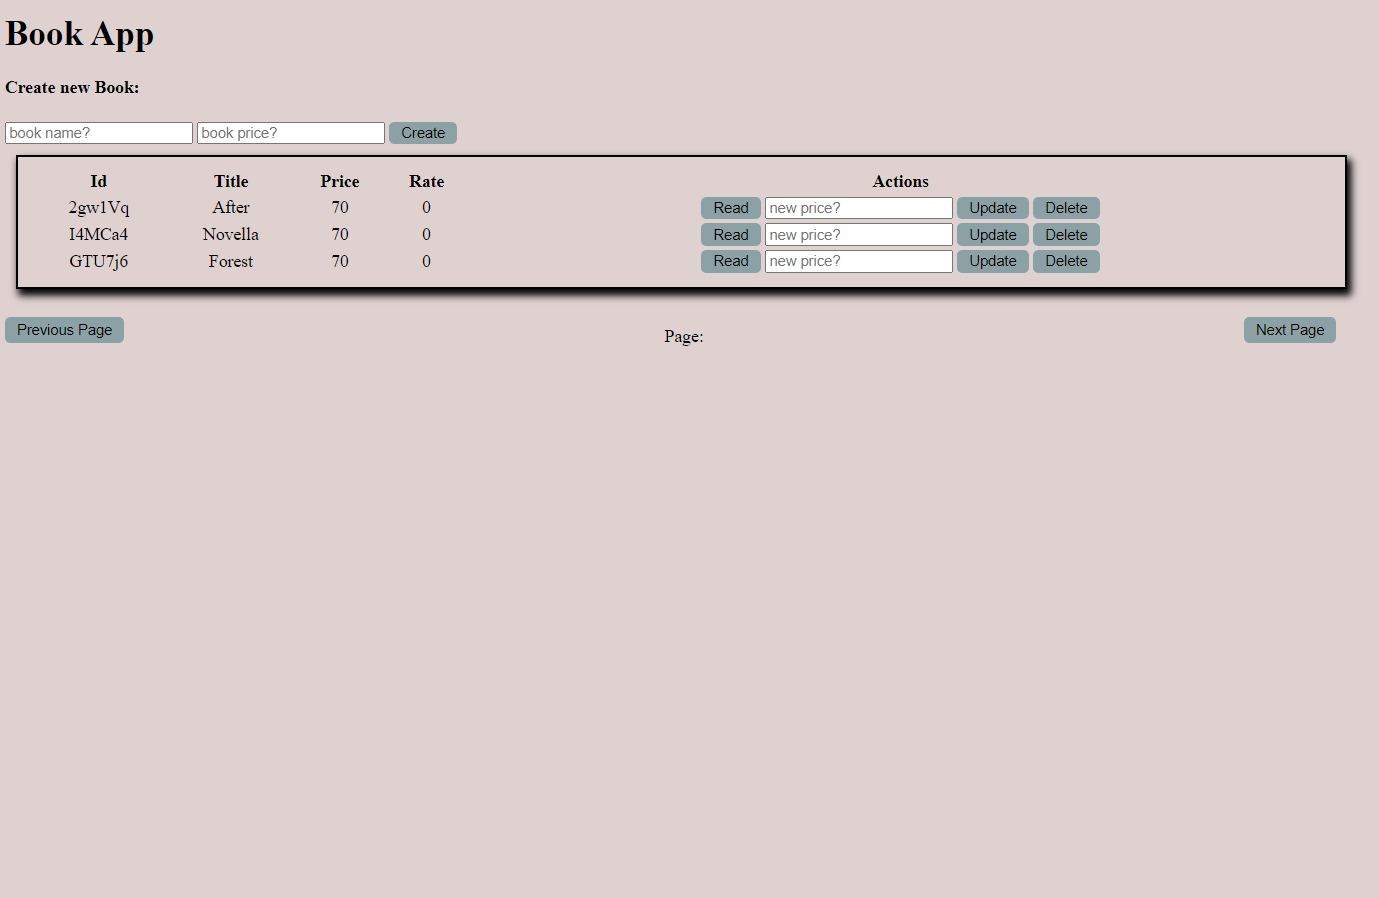 Book App
Create new Book:
book name? book price? Create
Id Title Price Rate Actions
2gw1Vq After 70 0 Read new price? Update Delete
I4MCa4 Novella 70 0 Read new price? Update Delete
GTU7j6 Forest 70 0 Read new price? Update Delete
Previous Page Page: Next Page